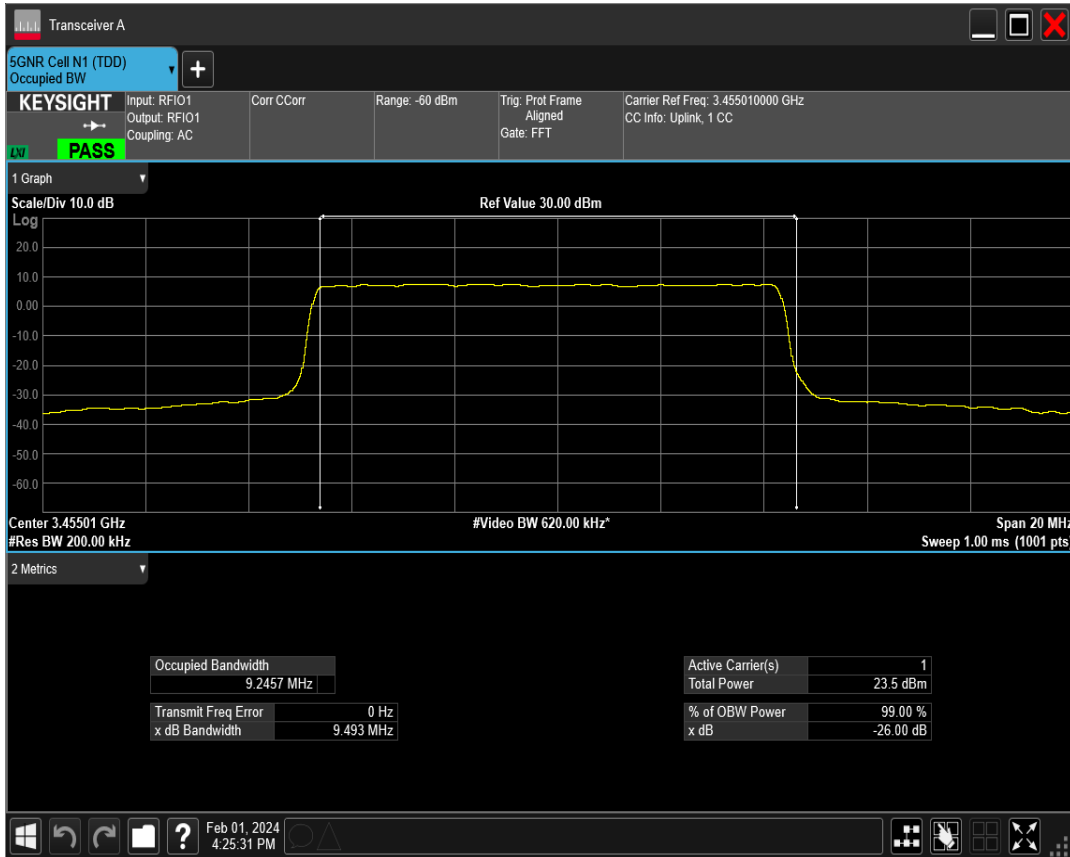 Transceiver A
5GNR Cell N1 (TDD)
Occupied BW
+
KEYSIGHT
LXI
PASS
Input: RFIO1
Output: RFIO1
Coupling: AC
Corr CCorr
Range: -60 dBm
Trig: Prot Frame
Aligned
Gate: FFT
Carrier Ref Freq: 3.455010000 GHz
CC Info: Uplink, 1 CC
1 Graph
Scale/Div 10.0 dB
Ref Value 30.00 dBm
Log
20.0
10.0
0.00
-10.0
-20.0
-30.0
-40.0
-50.0
-60.0
Center 3.45501 GHz
#Video BW 620.00 kHz*
Span 20 MHz
#Res BW 200.00 kHz
Sweep 1.00 ms (1001 pts)
2 Metrics
Occupied Bandwidth
9.2457 MHz
Transmit Freq Error 0 Hz
x dB Bandwidth 9.493 MHz
Active Carrier(s) 1
Total Power 23.5 dBm
% of OBW Power 99.00 %
x dB -26.00 dB
?
Feb 01, 2024
4:25:31 PM